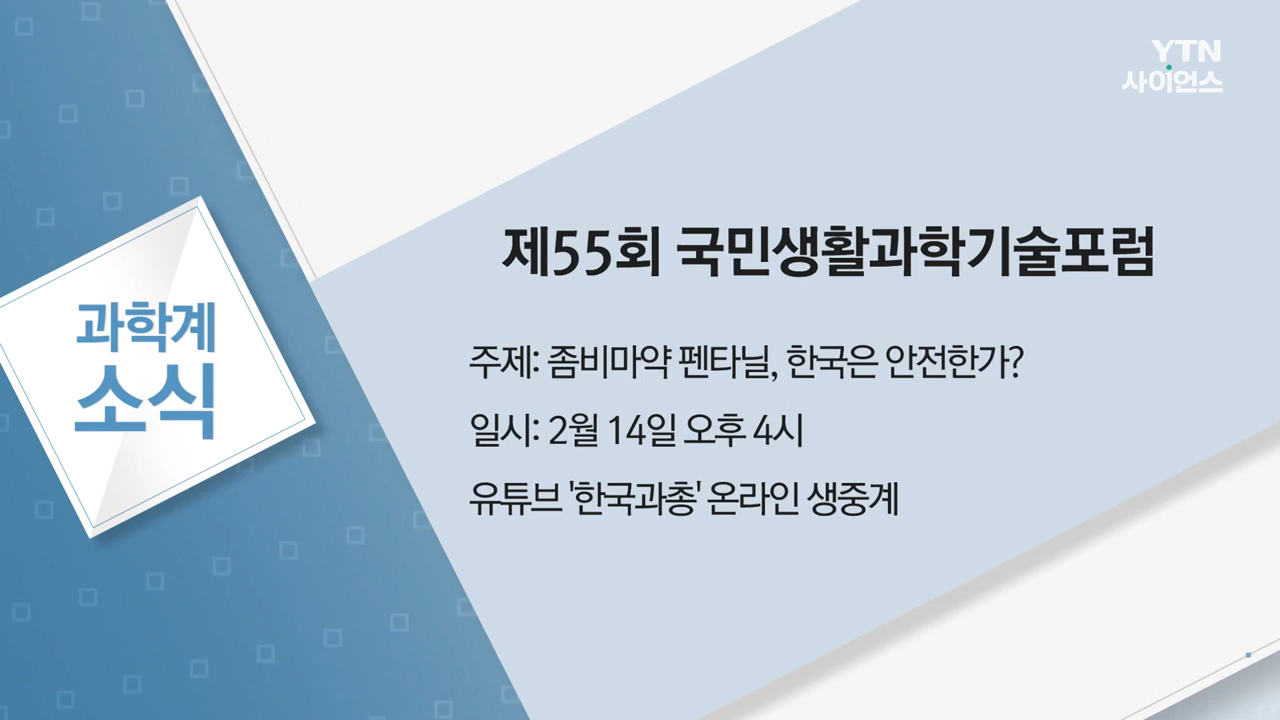 YTN
사이언스
과학계
소식
제55회 국민생활과학기술포럼
주제: 좀비마약 펜타닐, 한국은 안전한가?
일시: 2월 14일 오후 4시
유튜브 '한국과총' 온라인 생중계